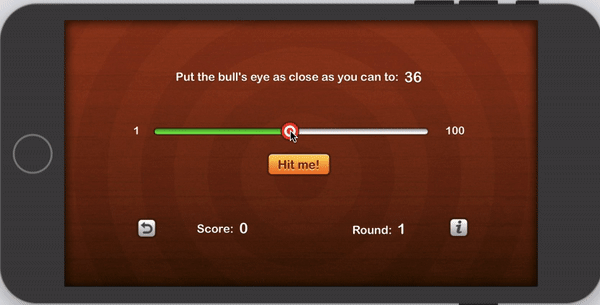 Put the bull's eye as close as you can to: 36
1 100
Hit me!
Score: 0 Round: 1
i